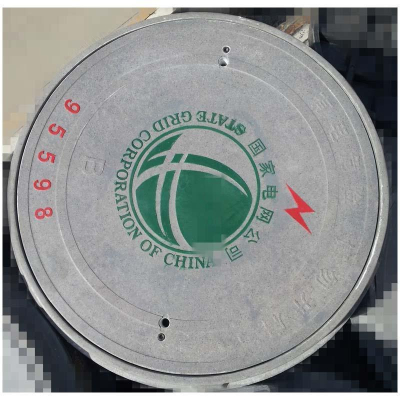 STATE GRID CORPORATION OF CHINA
国家电网公司
95598